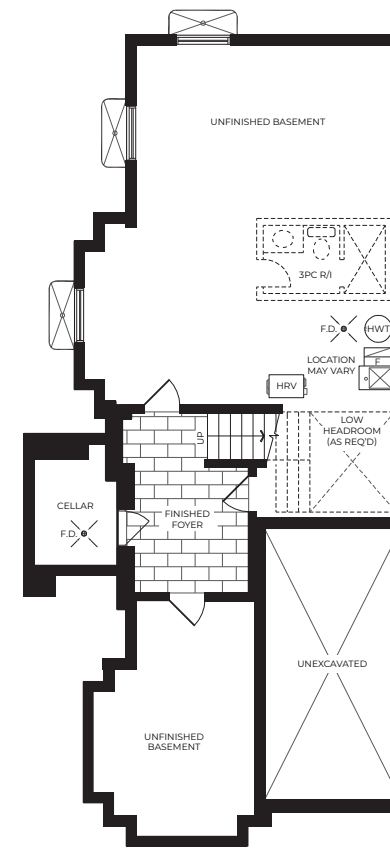 UNFINISHED BASEMENT
3PC R/I
F.D.
HWT
LOCATION
MAY VARY
F
HRV
LOW
HEADROOM
(AS REQ'D)
UP
CELLAR
F.D.
FINISHED
FOYER
UNEXCAVATED
UNFINISHED
BASEMENT